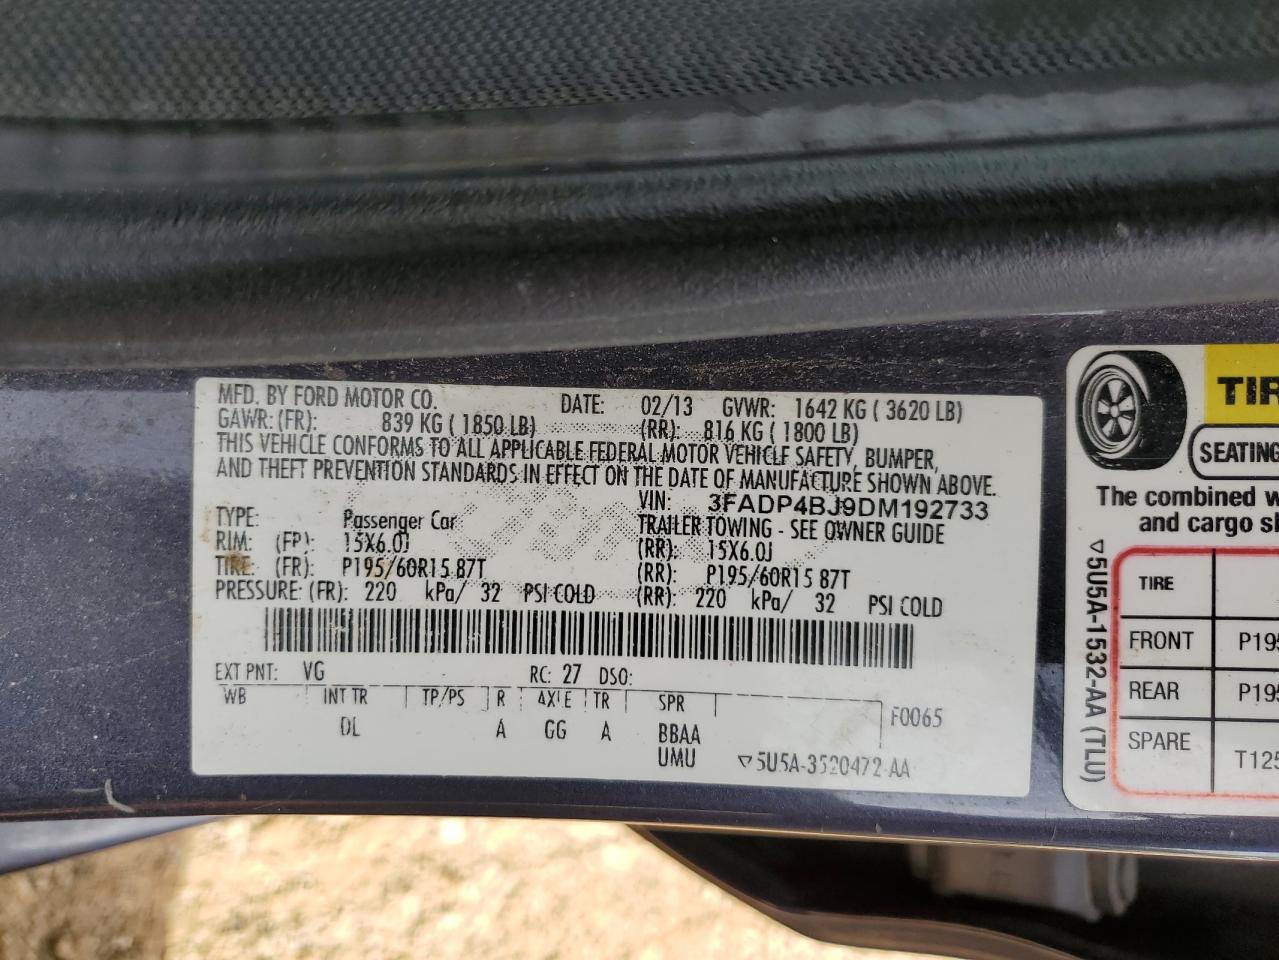 MFD. BY FORD MOTOR CO.
DATE: 02/13 GVWR: 1642 KG ( 3620 LB)
GAWR:(FR): 839 KG ( 1850 LB) (RR): 816 KG ( 1800 LB)
THIS VEHICLE CONFORMS TO ALL APPLICABLE FEDERAL MOTOR VEHICLE SAFETY, BUMPER,
AND THEFT PREVENTION STANDARDS IN EFFECT ON THE DATE OF MANUFACTURE SHOWN ABOVE.
VIN: 3FADP4BJ9DM192733
TYPE: Passenger Car TRAILER TOWING - SEE OWNER GUIDE
RIM: (FR): 15X6.0J (RR): 15X6.0J
TIRE: (FR): P195/60R15 87T (RR): P195/60R15 87T
PRESSURE: (FR): 220 kPa/ 32 PSI COLD (RR): 220 kPa/ 32 PSI COLD
EXT PNT: VG RC: 27 DSO:
WB INT TR TP/PS R AXLE TR SPR
DL A GG A BBAA
UMU
F0065
▽5U5A-3520472-AA
TIR
SEATING
The combined w
and cargo sh
TIRE
FRONT P195
REAR P195
SPARE T125
▽5U5A-1532-AA (TLU)